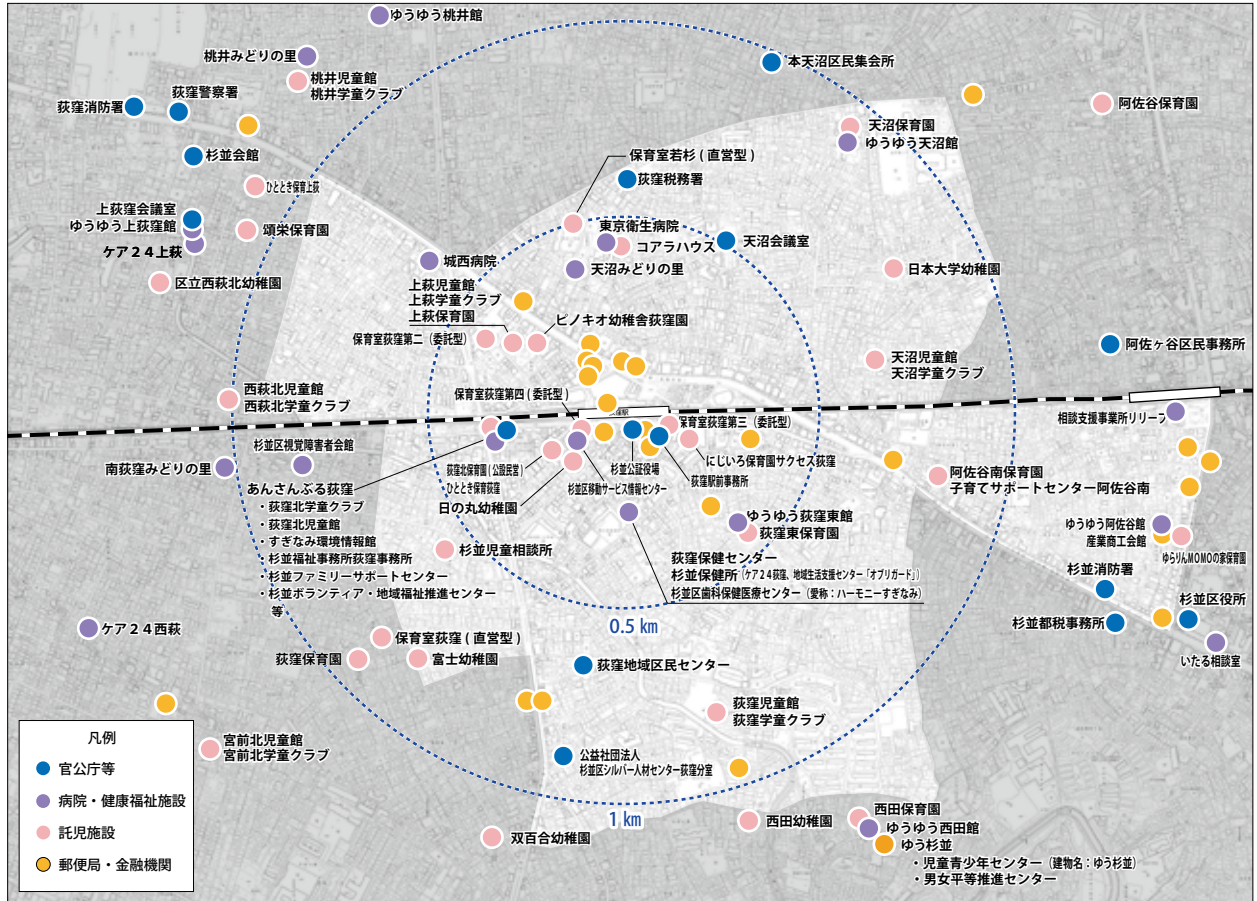 ゆうゆう桃井館
桃井みどりの里
桃井児童館
桃井学童クラブ
荻窪消防署
荻窪警察署
杉並会館
ひととき保育上荻
上荻窪会議室
ゆうゆう上荻窪館
ケア２４上荻
頌栄保育園
区立西荻北幼稚園
本天沼区民集会所
阿佐谷保育園
天沼保育園
ゆうゆう天沼館
保育室若杉 ( 直営型 )
荻窪税務署
東京衛生病院
コアラハウス
天沼会議室
天沼みどりの里
城西病院
日本大学幼稚園
上荻児童館
上荻学童クラブ
上荻保育園
ピノキオ幼稚舎荻窪園
保育室荻窪第二（委託型）
阿佐ヶ谷区民事務所
天沼児童館
天沼学童クラブ
西荻北児童館
西荻北学童クラブ
保育室荻窪第四 ( 委託型 )
荻窪駅
保育室荻窪第三（委託型）
相談支援事業所リリーフ
杉並区視覚障害者会館
南荻窪みどりの里
荻窪北保育園 ( 公設民営 )
ひととき保育荻窪
杉並公証役場
荻窪駅前事務所
にじいろ保育園サクセス荻窪
杉並区移動サービス情報センター
日の丸幼稚園
阿佐谷南保育園
子育てサポートセンター阿佐谷南
あんさんぶる荻窪
・荻窪北学童クラブ
・荻窪北児童館
・すぎなみ環境情報館
・杉並福祉事務所荻窪事務所
・杉並ファミリーサポートセンター
・杉並ボランティア・地域福祉推進センター
等
杉並児童相談所
ゆうゆう荻窪東館
荻窪東保育園
ゆうゆう阿佐谷館
産業商工会館
ゆらりんＭＯＭＯの家保育園
荻窪保健センター
杉並保健所（ケア２４荻窪、地域生活支援センター「オブリガード」）
杉並区歯科保健医療センター（愛称：ハーモニーすぎなみ）
杉並消防署
杉並区役所
杉並都税事務所
いたる相談室
0.5 km
ケア２４西荻
保育室荻窪 ( 直営型 )
荻窪保育園
富士幼稚園
荻窪地域区民センター
荻窪児童館
荻窪学童クラブ
宮前北児童館
宮前北学童クラブ
公益社団法人
杉並区シルバー人材センター荻窪分室
1 km
双百合幼稚園
西田幼稚園
西田保育園
ゆうゆう西田館
ゆう杉並
・児童青少年センター（建物名：ゆう杉並）
・男女平等推進センター
凡例
官公庁等
病院・健康福祉施設
託児施設
郵便局・金融機関